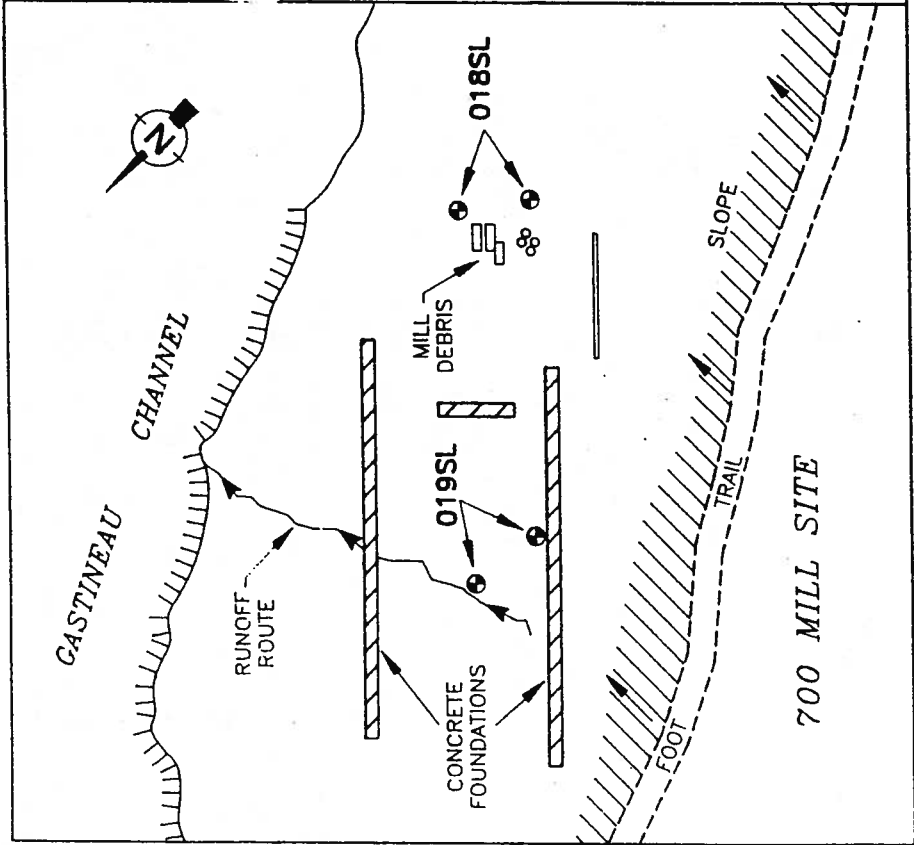 N
GASTINEAU
CHANNEL
018SL
MILL
DEBRIS
SLOPE
019SL
RUNOFF
ROUTE
CONCRETE
FOUNDATIONS
FOOT
TRAIL
700 MILL SITE